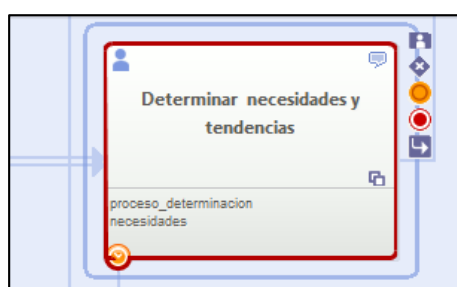 Determinar necesidades y
tendencias
proceso_determinacion
necesidades